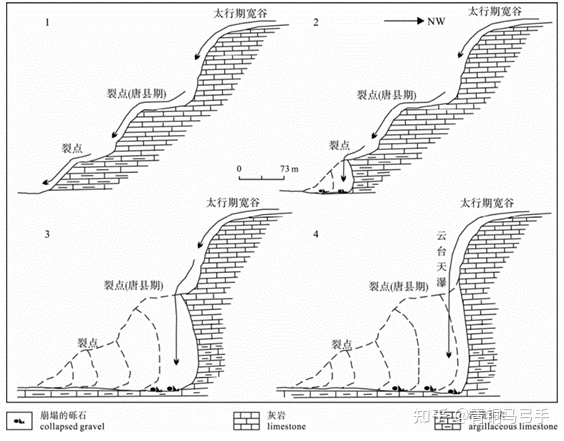 1
太行期宽谷
裂点(唐县期)
裂点
2
NW
太行期宽谷
裂点(唐县期)
裂点
0 73 m
3
太行期宽谷
裂点(唐县期)
裂点
4
太行期宽谷
云台天瀑
裂点(唐县期)
裂点
崩塌的砾石
collapsed gravel
灰岩
limestone
argillaceous limestone